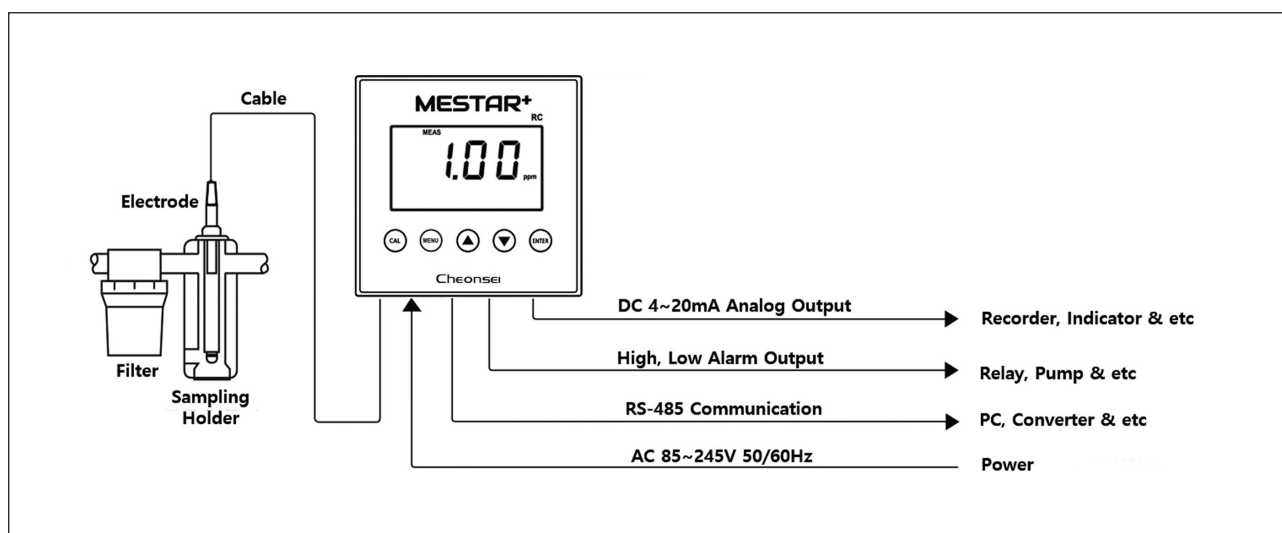 Cable
MESTAR+
RC
MEAS
1.00 ppm
Electrode
CAL MENU ENTER
Cheonsei
DC 4~20mA Analog Output
Recorder, Indicator & etc
Filter
High, Low Alarm Output
Relay, Pump & etc
Sampling
Holder
RS-485 Communication
PC, Converter & etc
AC 85~245V 50/60Hz
Power